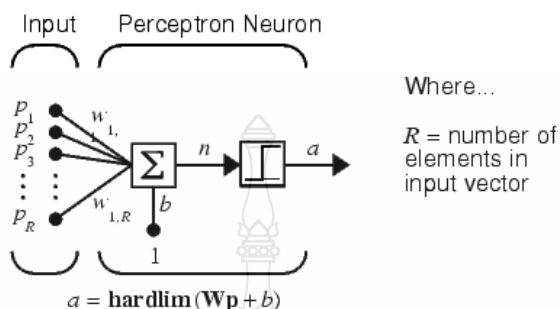 Input Perceptron Neuron
p1
p2
p3
pR
w1,1
w1,R
Σ
n
a
b
1
Where...
R = number of
elements in
input vector
a = hardlim (Wp + b)